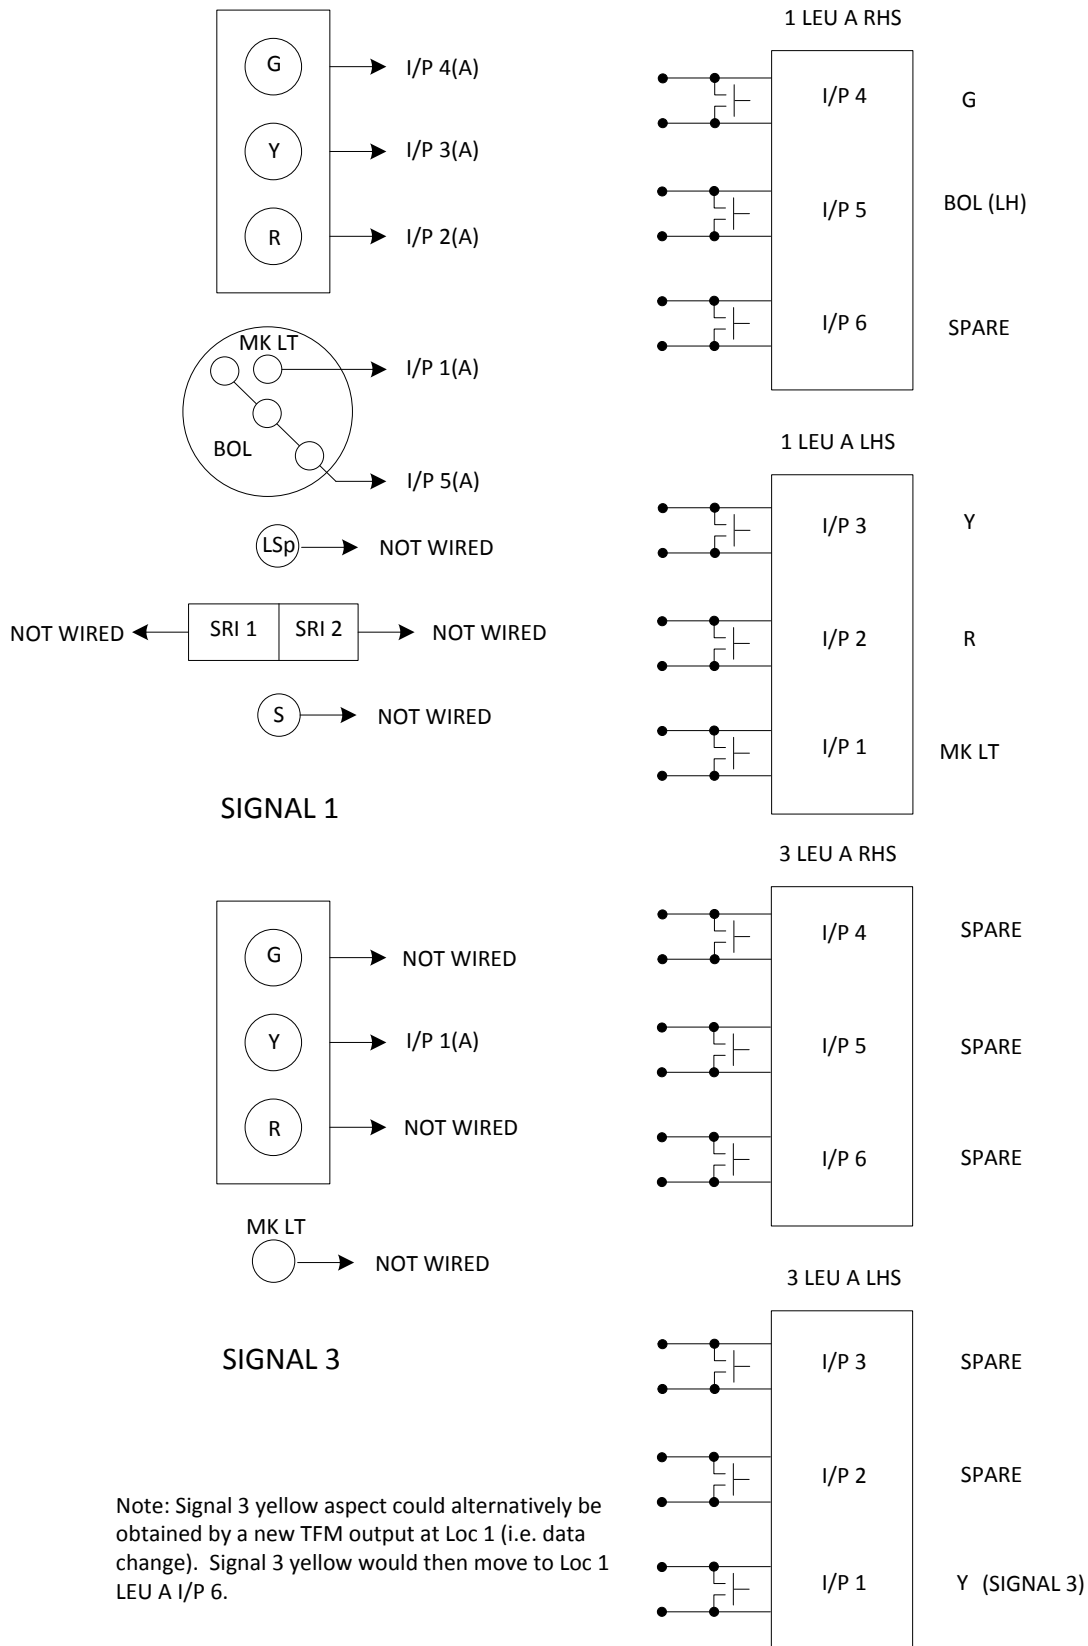 G
I/P 4(A)
Y
I/P 3(A)
R
I/P 2(A)
MK LT
I/P 1(A)
BOL
I/P 5(A)
LSp
NOT WIRED
NOT WIRED
SRI 1
SRI 2
NOT WIRED
S
NOT WIRED
SIGNAL 1
G
NOT WIRED
Y
I/P 1(A)
R
NOT WIRED
MK LT
NOT WIRED
SIGNAL 3
Note: Signal 3 yellow aspect could alternatively be
obtained by a new TFM output at Loc 1 (i.e. data
change). Signal 3 yellow would then move to Loc 1
LEU A I/P 6.
1 LEU A RHS
I/P 4
G
I/P 5
BOL (LH)
I/P 6
SPARE
1 LEU A LHS
I/P 3
Y
I/P 2
R
I/P 1
MK LT
3 LEU A RHS
I/P 4
SPARE
I/P 5
SPARE
I/P 6
SPARE
3 LEU A LHS
I/P 3
SPARE
I/P 2
SPARE
I/P 1
Y (SIGNAL 3)